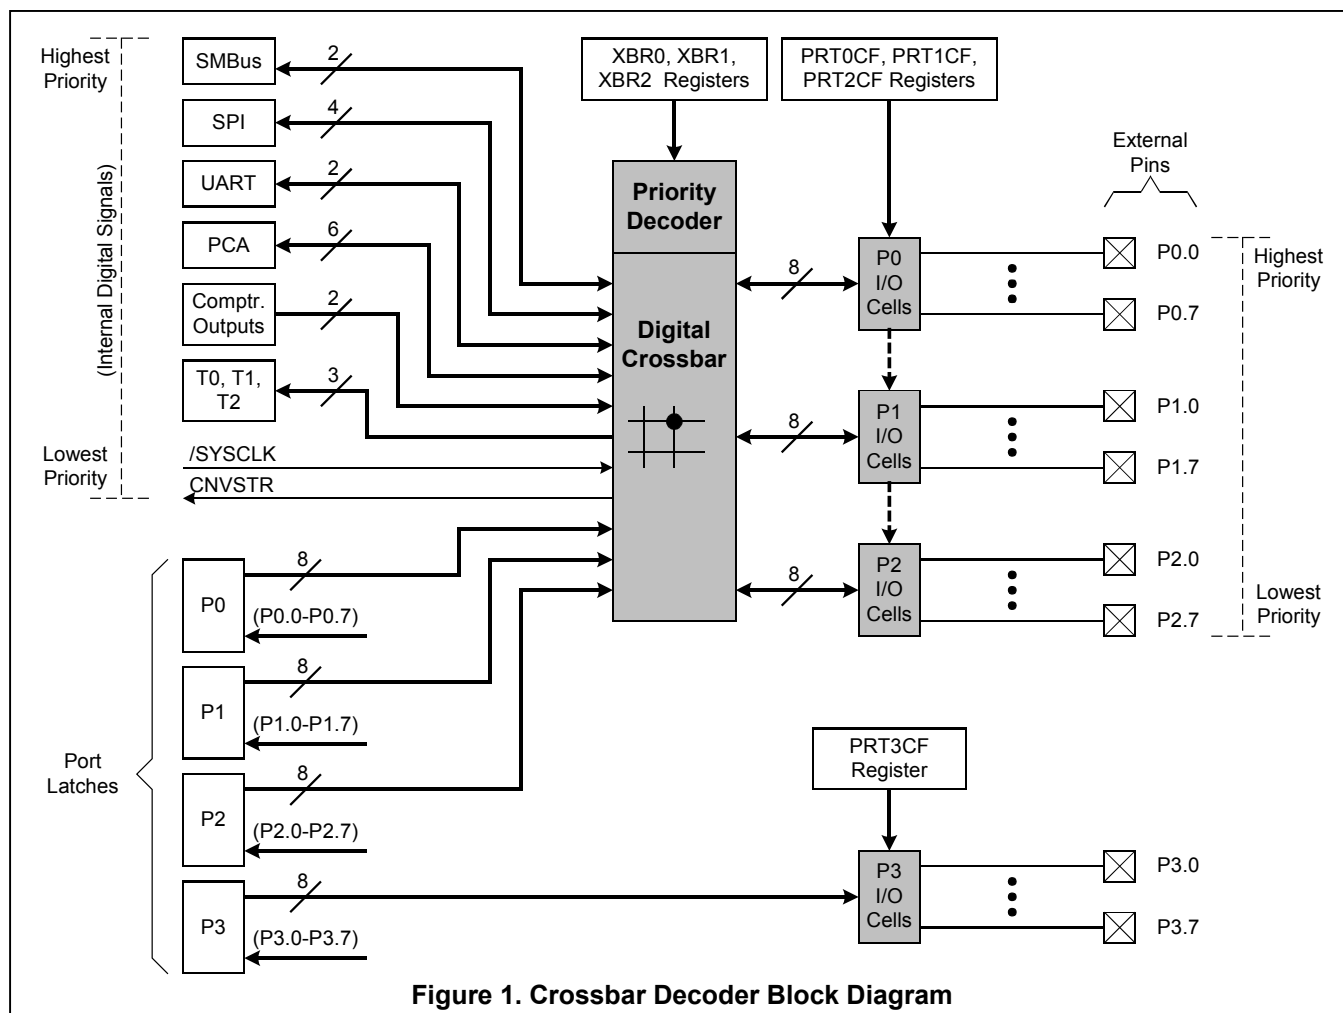 Highest
Priority
(Internal Digital Signals)
Lowest
Priority
SMBus
2
SPI
4
UART
2
PCA
6
Comptr.
Outputs
2
T0, T1,
T2
3
/SYSCLK
CNVSTR
XBR0, XBR1,
XBR2 Registers
PRT0CF, PRT1CF,
PRT2CF Registers
Priority
Decoder
Digital
Crossbar
8
P0
I/O
Cells
8
P1
I/O
Cells
8
P2
I/O
Cells
External
Pins
P0.0
P0.7
P1.0
P1.7
P2.0
P2.7
Highest
Priority
Lowest
Priority
Port
Latches
P0
8
(P0.0-P0.7)
P1
8
(P1.0-P1.7)
P2
8
(P2.0-P2.7)
P3
8
(P3.0-P3.7)
PRT3CF
Register
P3
I/O
Cells
P3.0
P3.7
Figure 1. Crossbar Decoder Block Diagram